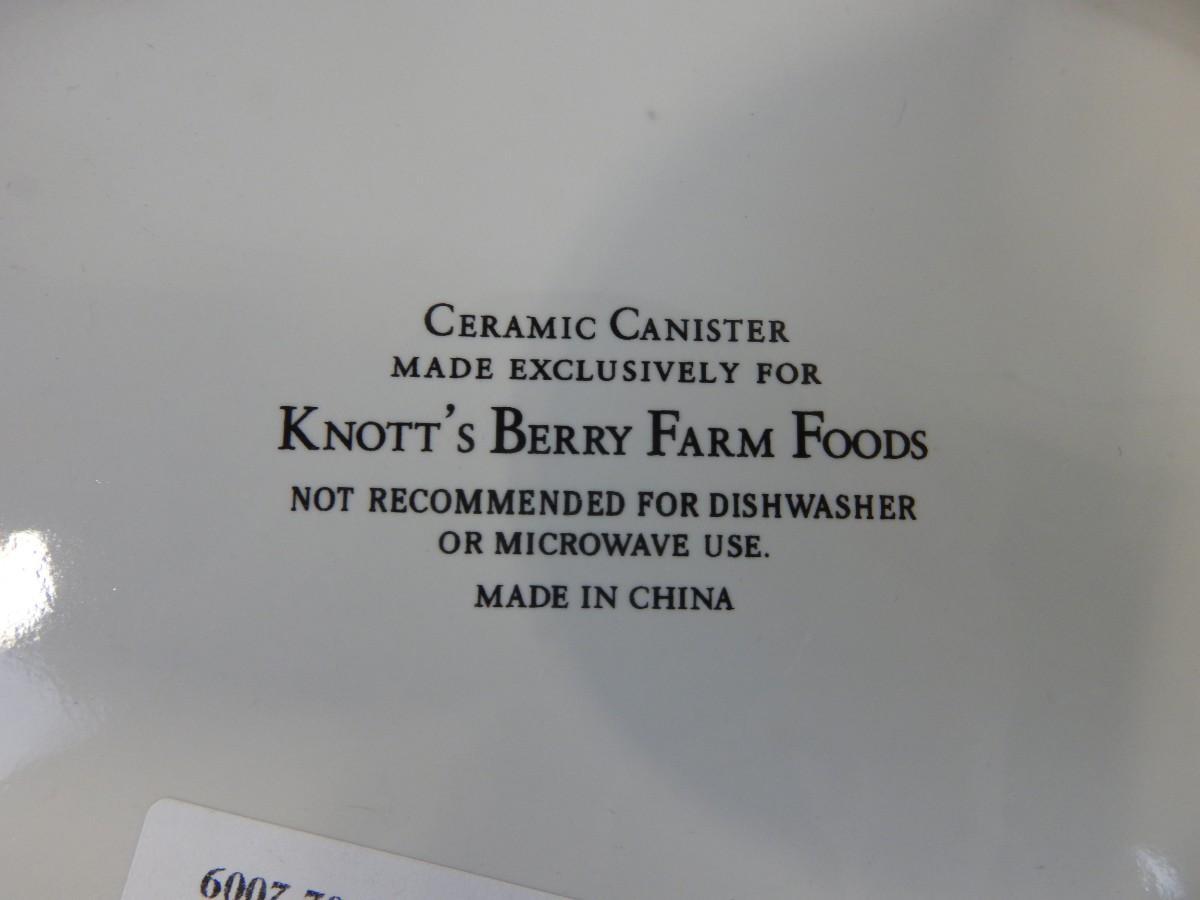 CERAMIC CANISTER
MADE EXCLUSIVELY FOR
KNOTT'S BERRY FARM FOODS
NOT RECOMMENDED FOR DISHWASHER
OR MICROWAVE USE.
MADE IN CHINA